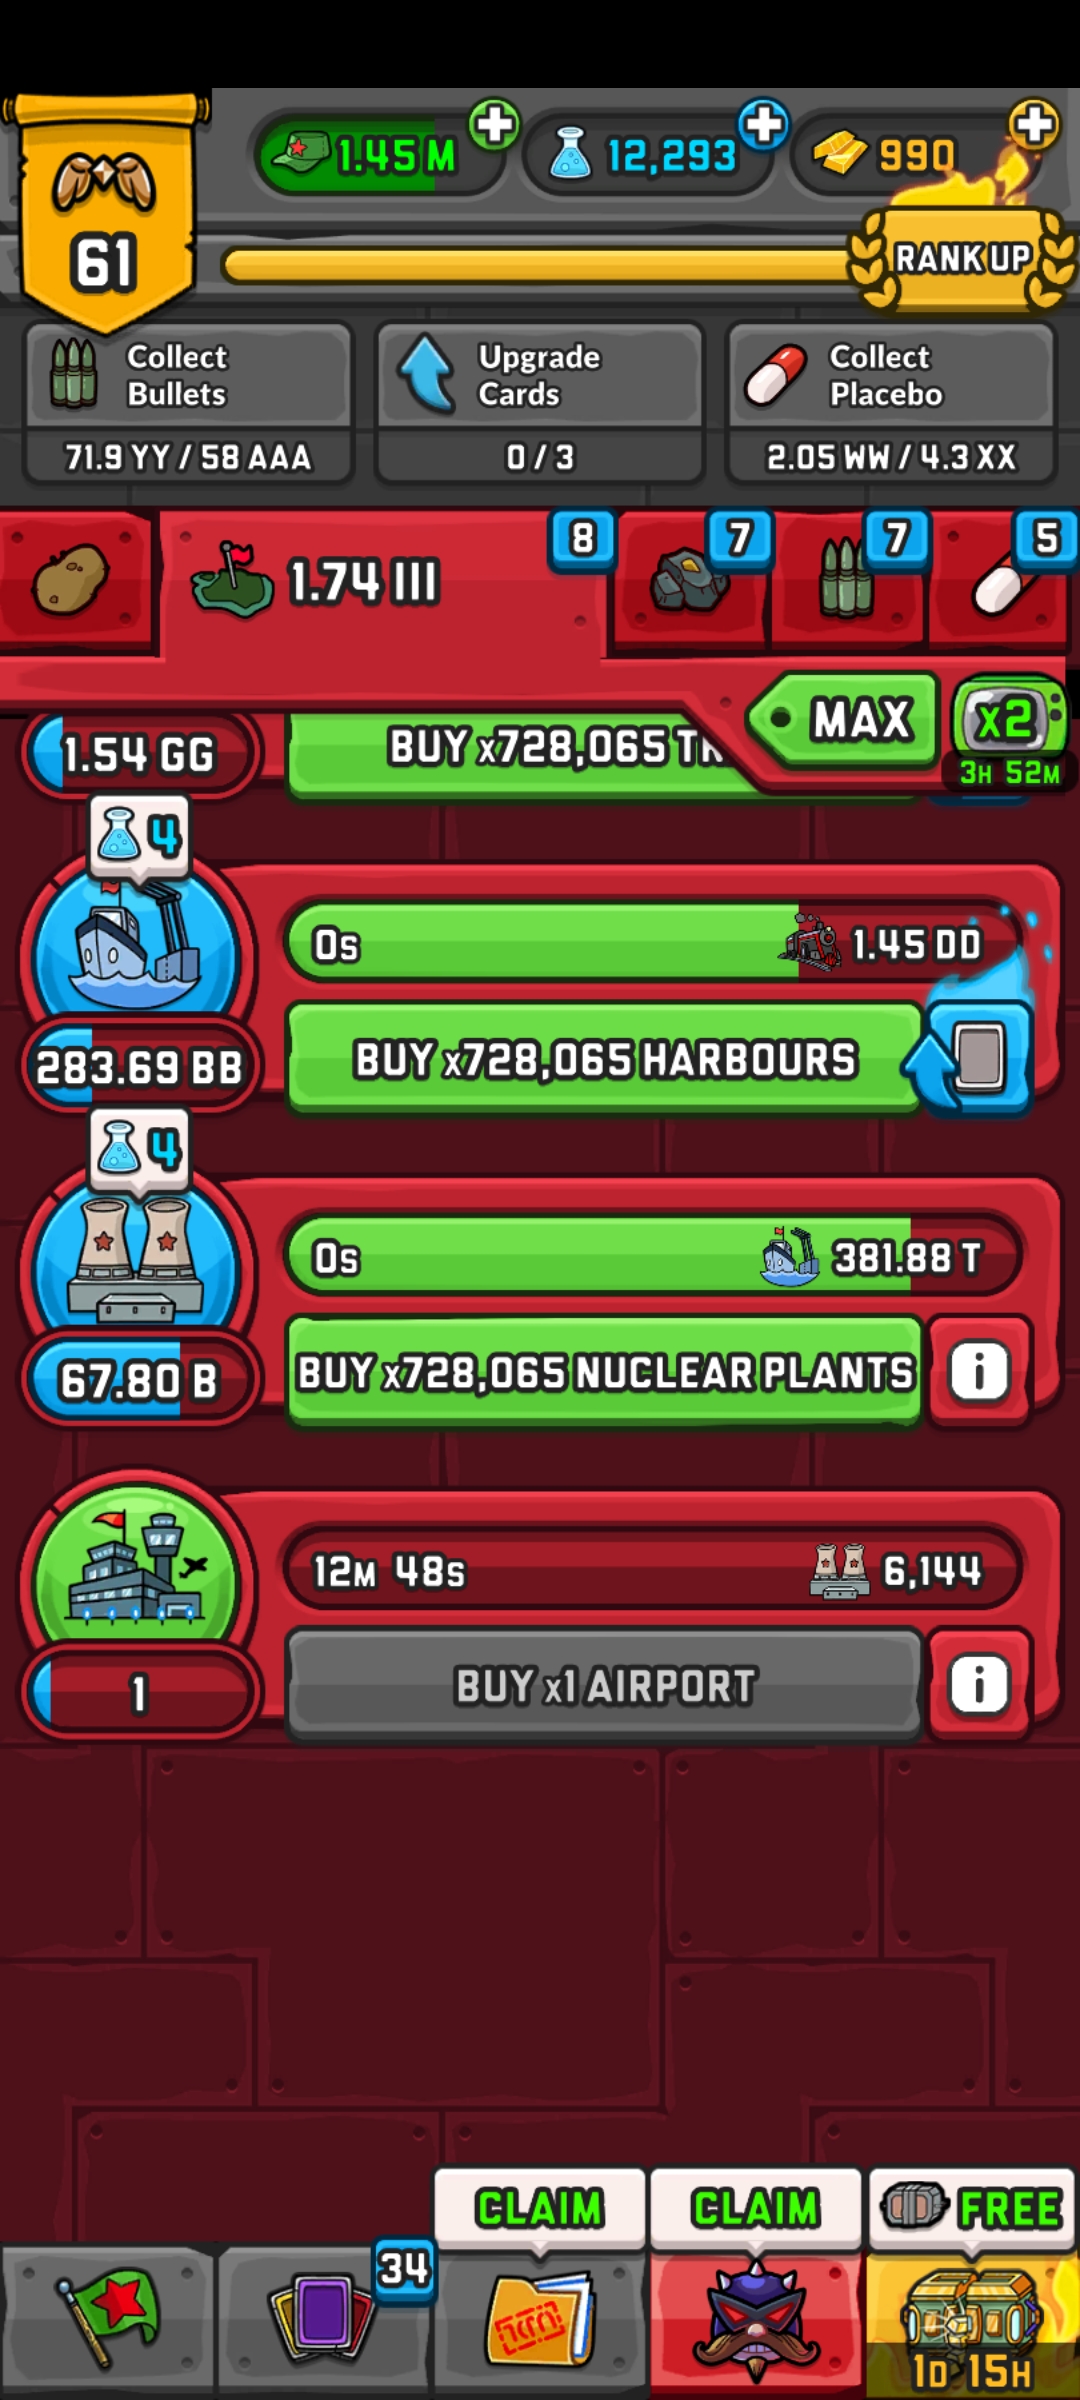 1.45 M
12,293
990
61
RANK UP
Collect
Bullets
71.9 YY / 58 AAA
Upgrade
Cards
0 / 3
Collect
Placebo
2.05 WW / 4.3 XX
1.74 III
8
7
7
5
MAX
x2
3H 52M
1.54 GG
BUY x728,065
4
0s
1.45 DD
283.69 BB
BUY x728,065 HARBOURS
4
0s
381.88 T
67.80 B
BUY x728,065 NUCLEAR PLANTS
i
12M 48s
6,144
1
BUY x1 AIRPORT
i
CLAIM
CLAIM
FREE
34
1D 15H